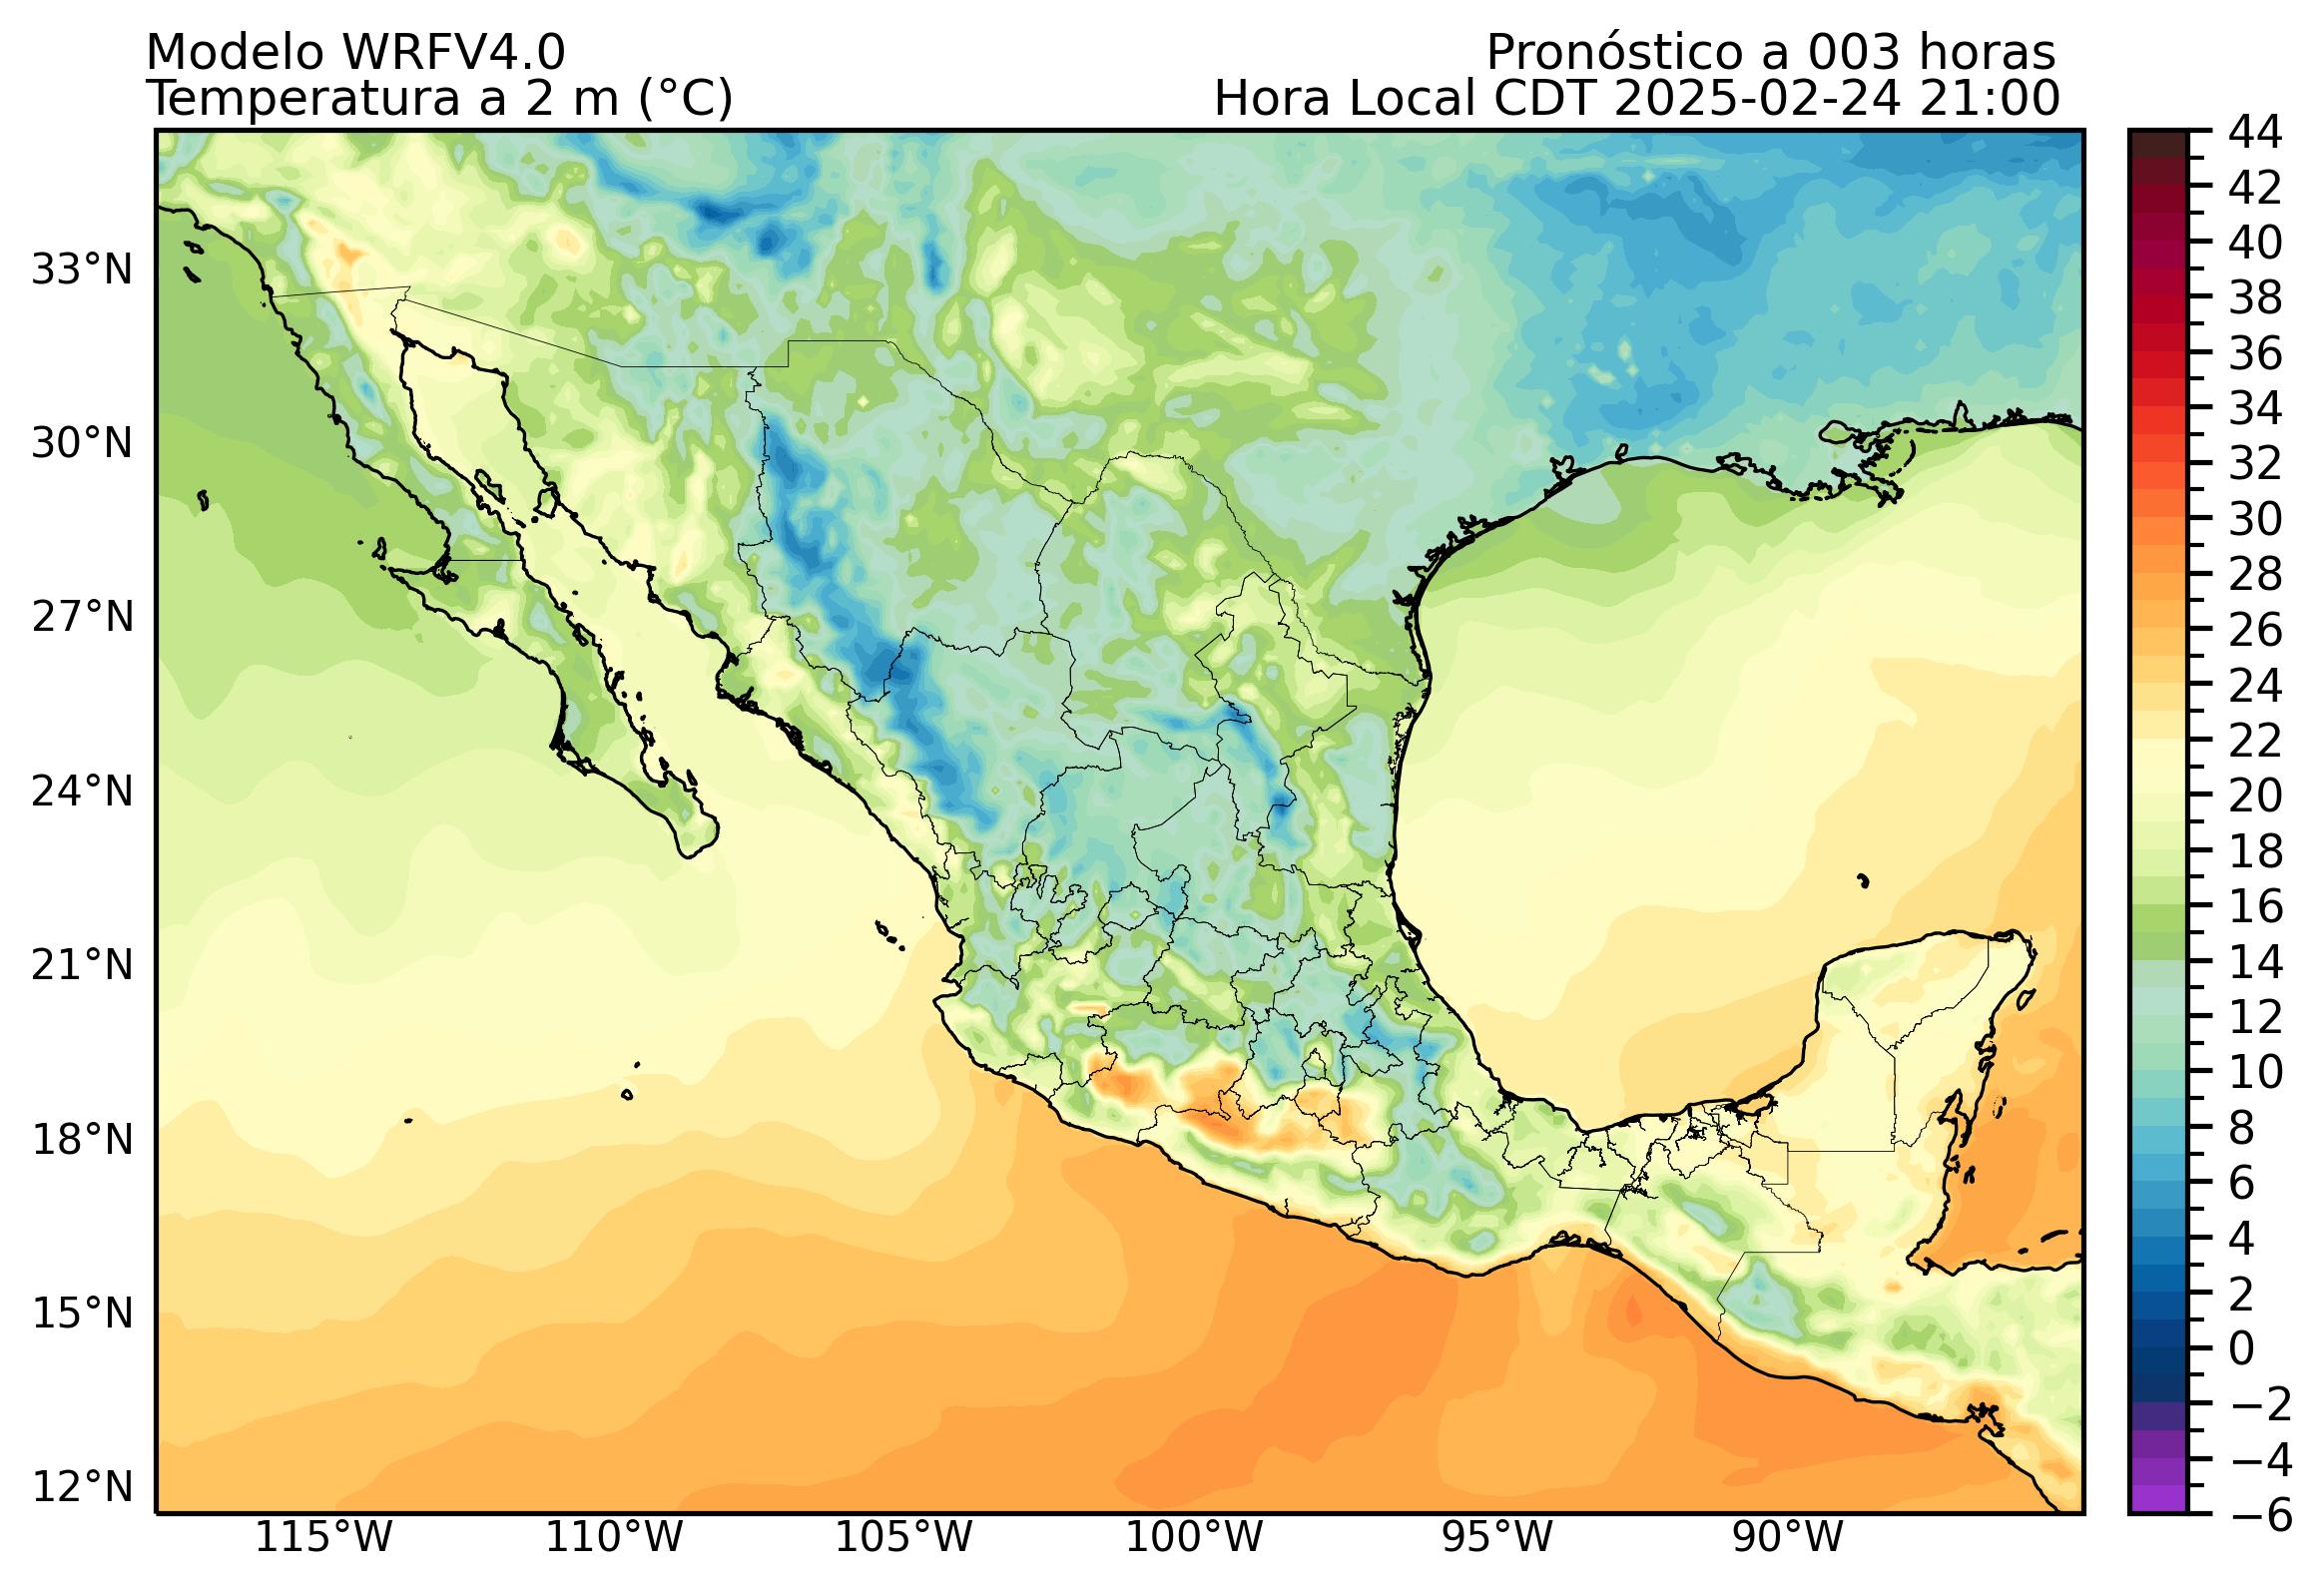 Modelo WRFV4.0
Pronóstico a 003 horas
Temperatura a 2 m (°C)
Hora Local CDT 2025-02-24 21:00
33°N
30°N
27°N
24°N
21°N
18°N
15°N
12°N
115°W
110°W
105°W
100°W
95°W
90°W
44
42
40
38
36
34
32
30
28
26
24
22
20
18
16
14
12
10
8
6
4
2
0
−2
−4
−6